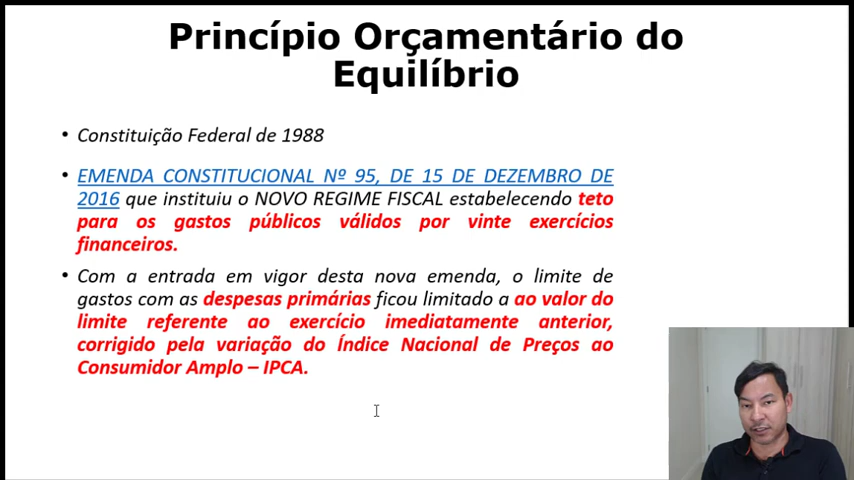 Princípio Orçamentário do
Equilíbrio
• Constituição Federal de 1988
• EMENDA CONSTITUCIONAL Nº 95, DE 15 DE DEZEMBRO DE
2016 que instituiu o NOVO REGIME FISCAL estabelecendo teto
para os gastos públicos válidos por vinte exercícios
financeiros.
• Com a entrada em vigor desta nova emenda, o limite de
gastos com as despesas primárias ficou limitado a ao valor do
limite referente ao exercício imediatamente anterior,
corrigido pela variação do Índice Nacional de Preços ao
Consumidor Amplo – IPCA.